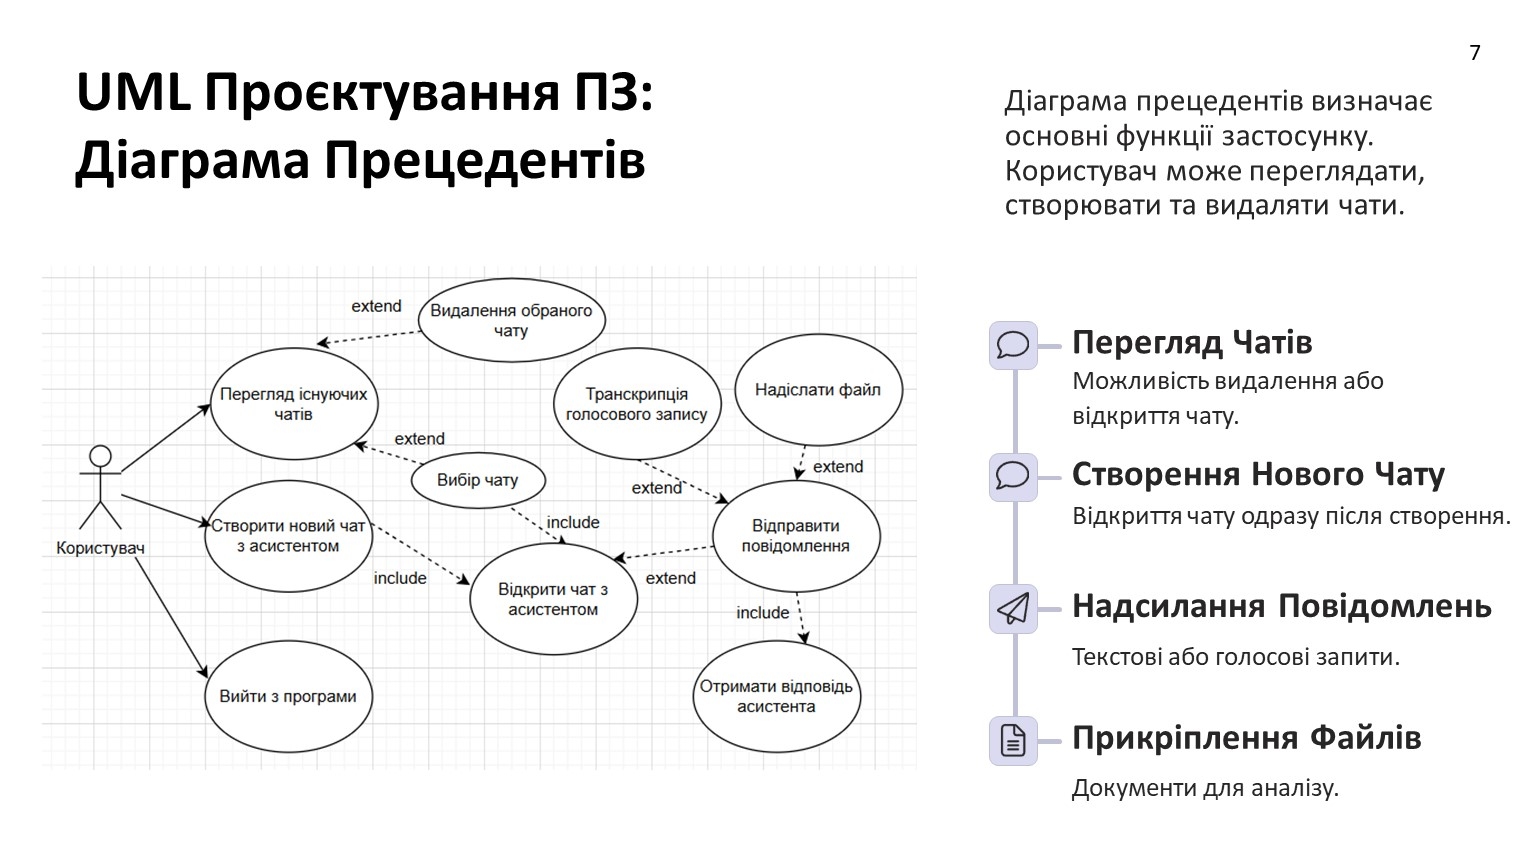 7
UML Проєктування ПЗ:
Діаграма Прецедентів
Діаграма прецедентів визначає
основні функції застосунку.
Користувач може переглядати,
створювати та видаляти чати.
extend
Видалення обраного
чату
Перегляд існуючих
чатів
Транскрипція
голосового запису
Надіслати файл
extend
Вибір чату
extend
extend
Створити новий чат
з асистентом
include
Відправити
повідомлення
Користувач
include
Відкрити чат з
асистентом
extend
include
Вийти з програми
Отримати відповідь
асистента
Перегляд Чатів
Можливість видалення або
відкриття чату.
Створення Нового Чату
Відкриття чату одразу після створення.
Надсилання Повідомлень
Текстові або голосові запити.
Прикріплення Файлів
Документи для аналізу.